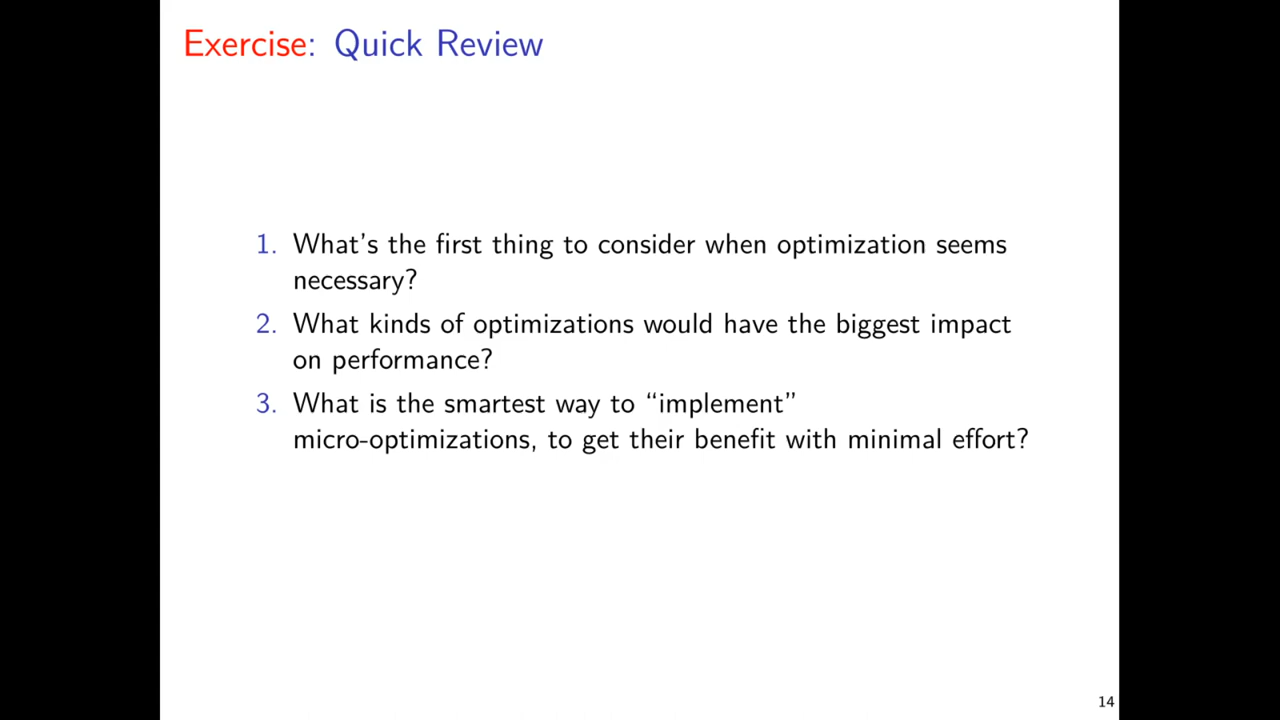 Exercise: Quick Review
1. What's the first thing to consider when optimization seems
necessary?
2. What kinds of optimizations would have the biggest impact
on performance?
3. What is the smartest way to “implement”
micro-optimizations, to get their benefit with minimal effort?
14